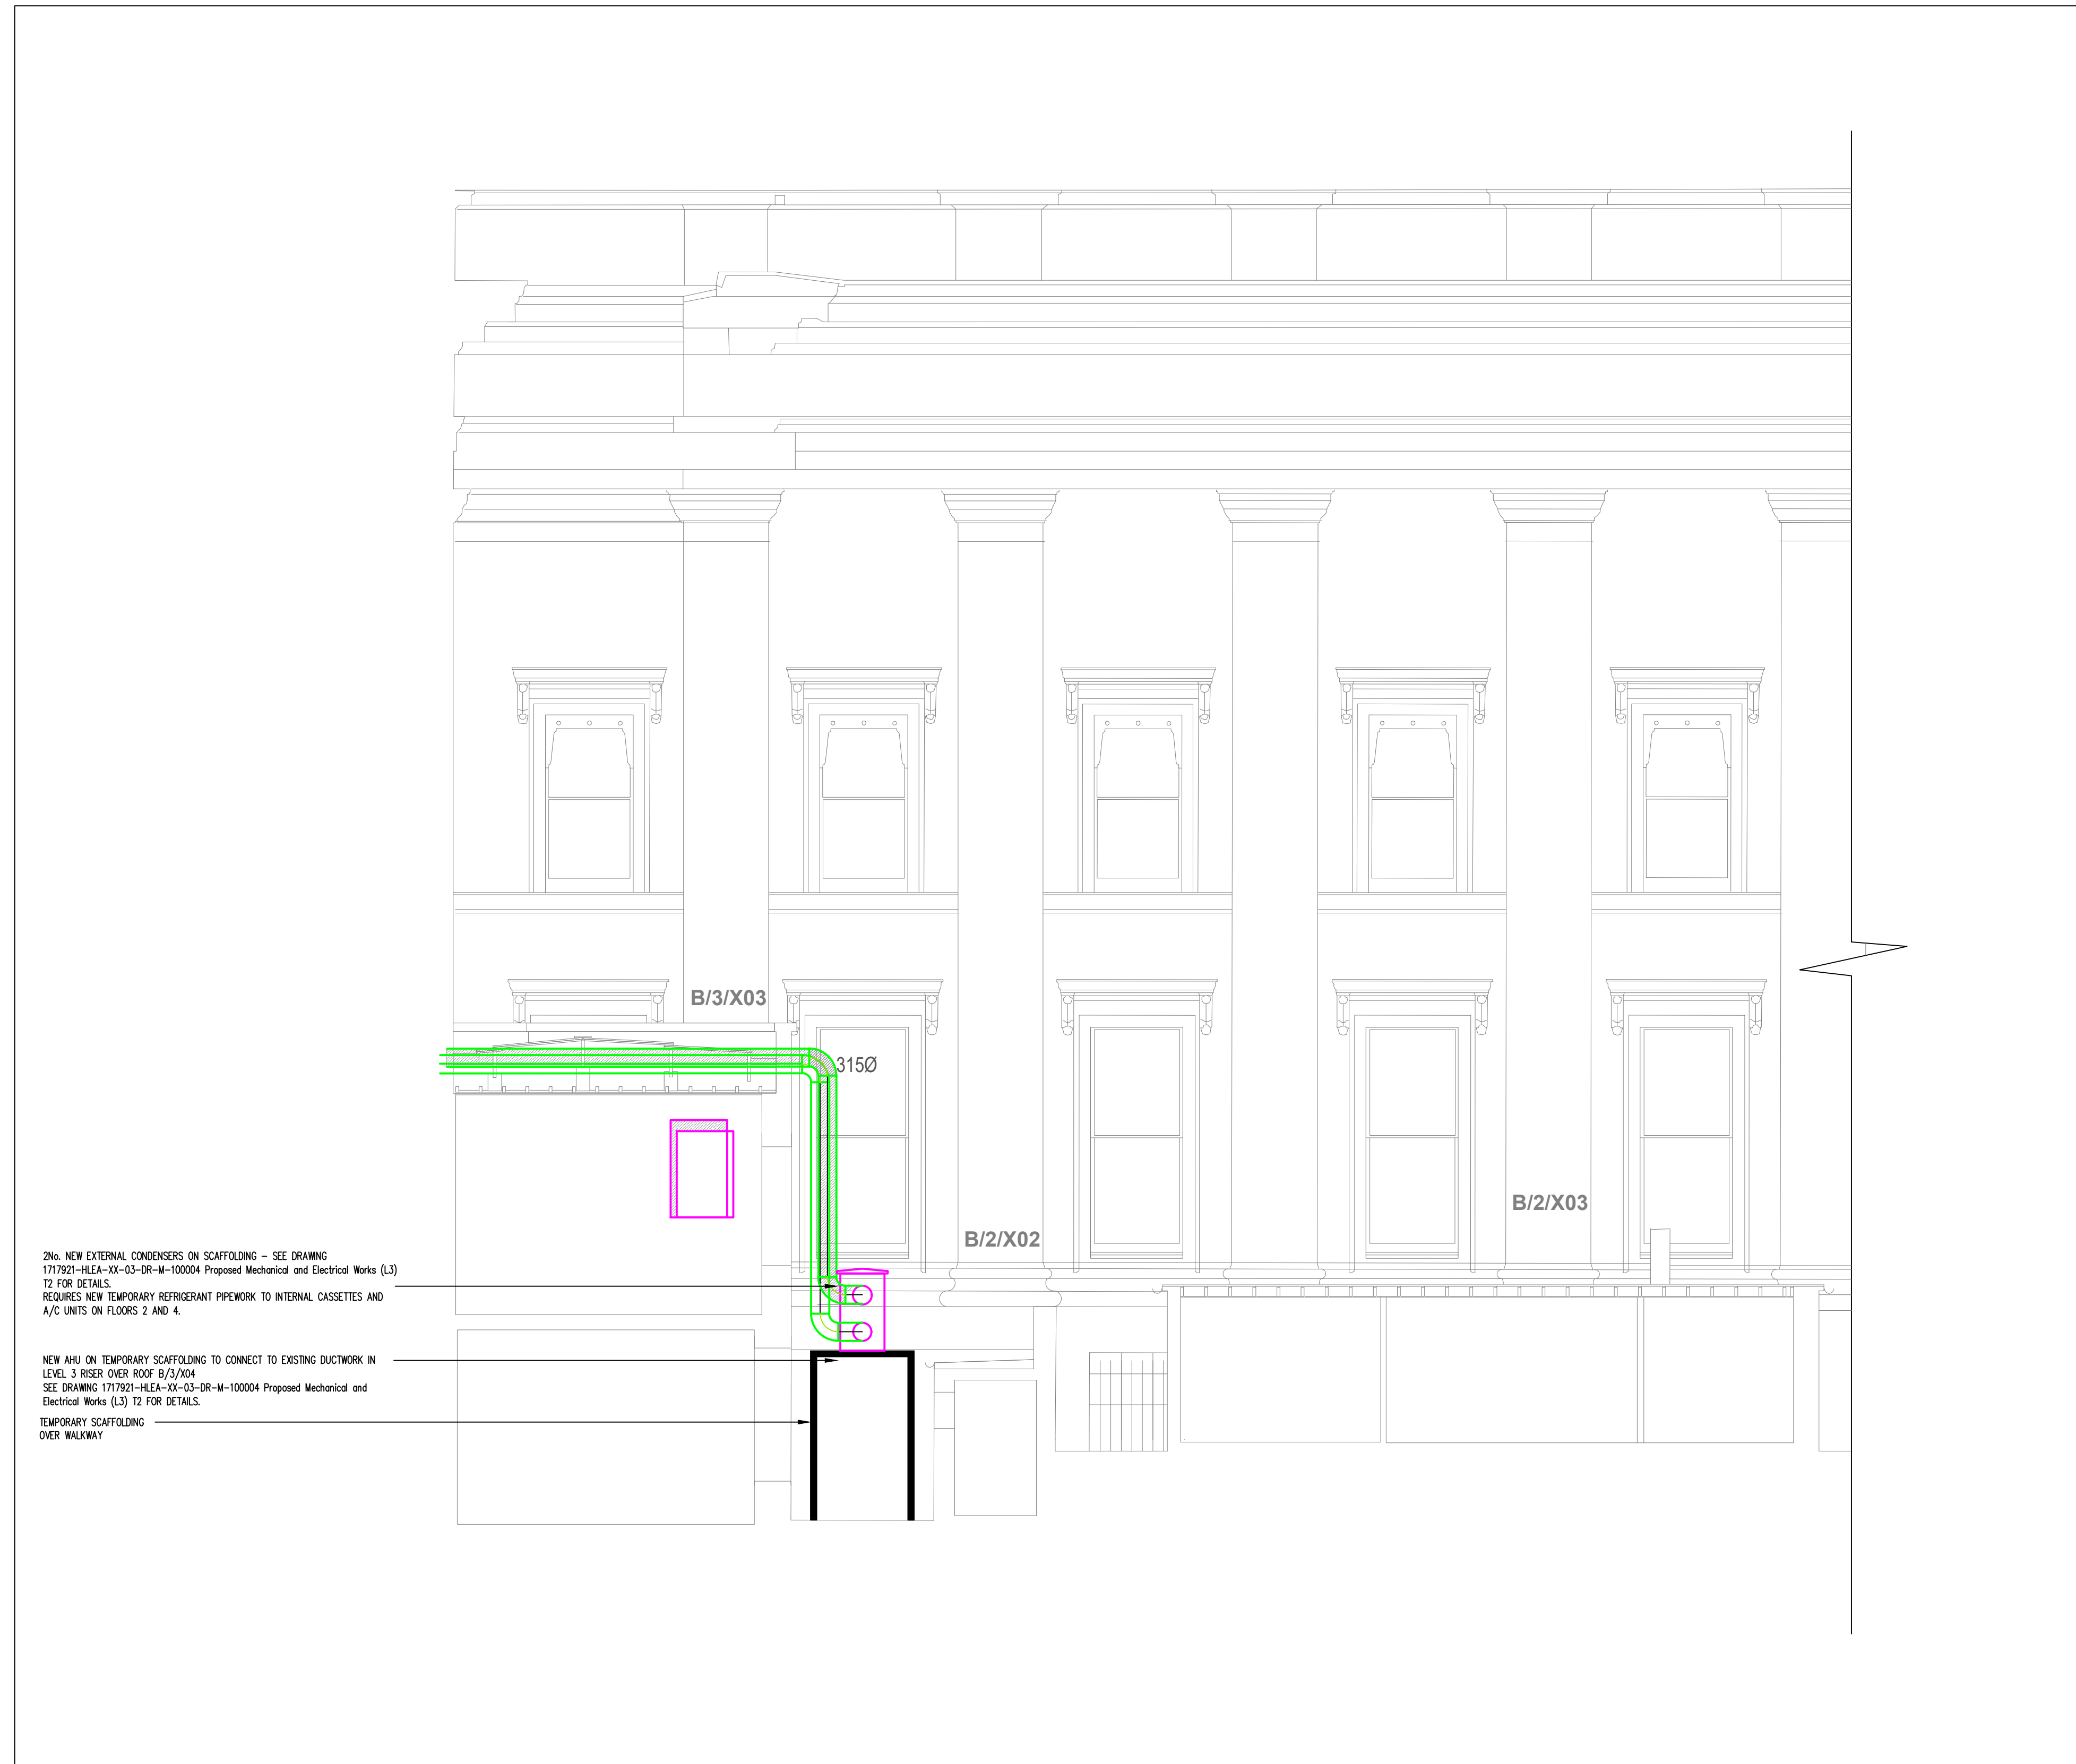 B/3/X03
315Ø
B/2/X03
B/2/X02
2No. NEW EXTERNAL CONDENSERS ON SCAFFOLDING - SEE DRAWING
1717921-HLEA-XX-03-DR-M-100004 Proposed Mechanical and Electrical Works (L3)
T2 FOR DETAILS.
REQUIRES NEW TEMPORARY REFRIGERANT PIPEWORK TO INTERNAL CASSETTES AND
A/C UNITS ON FLOORS 2 AND 4.
NEW AHU ON TEMPORARY SCAFFOLDING TO CONNECT TO EXISTING DUCTWORK IN
LEVEL 3 RISER OVER ROOF B/3/X04
SEE DRAWING 1717921-HLEA-XX-03-DR-M-100004 Proposed Mechanical and
Electrical Works (L3) T2 FOR DETAILS.
TEMPORARY SCAFFOLDING
OVER WALKWAY